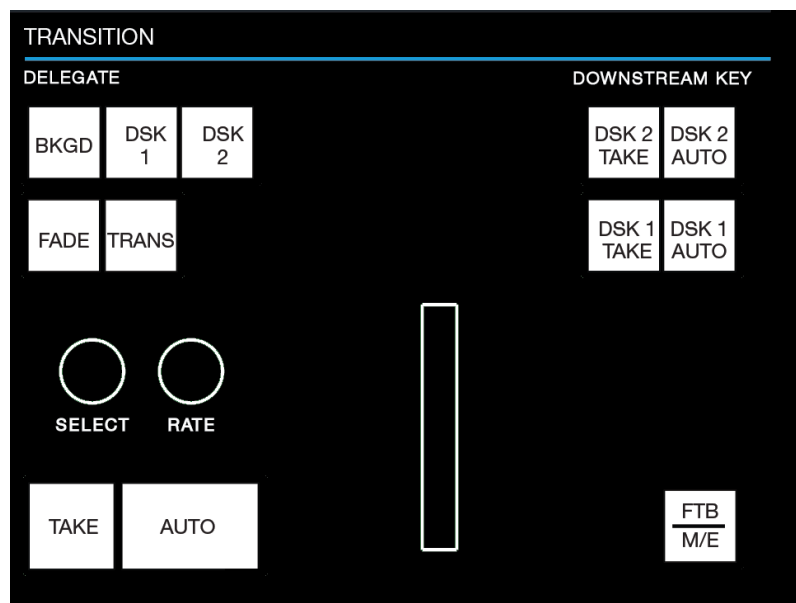 TRANSITION
DELEGATE
DOWNSTREAM KEY
BKGD
DSK
1
DSK
2
DSK 2
TAKE
DSK 2
AUTO
FADE
TRANS
DSK 1
TAKE
DSK 1
AUTO
SELECT
RATE
TAKE
AUTO
FTB
M/E